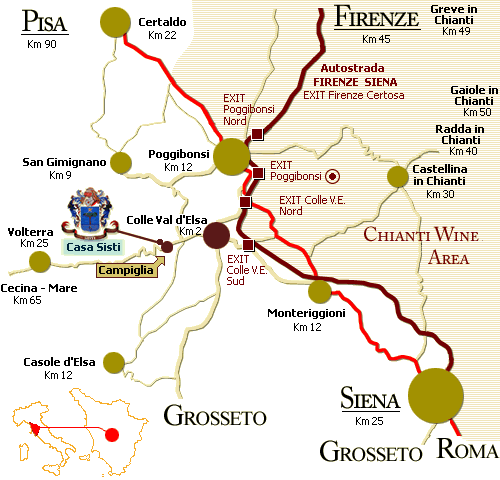 PISA
Km 90
Certaldo
Km 22
FIRENZE
Km 45
Greve in
Chianti
Km 49
Autostrada
FIRENZE SIENA
EXIT Firenze Certosa
EXIT
Poggibonsi
Nord
Gaiole in
Chianti
Km 50
Radda in
Chianti
Km 40
San Gimignano
Km 9
Poggibonsi
Km 12
EXIT
Poggibonsi
Castellina
in Chianti
Km 30
EXIT Colle V.E.
Nord
Colle Val d'Elsa
Km 2
Volterra
Km 25
Casa Sisti
Campiglia
CHIANTI WINE
AREA
EXIT
Colle V.E.
Sud
Cecina - Mare
Km 65
Monteriggioni
Km 12
Casole d'Elsa
Km 12
GROSSETO
SIENA
Km 25
GROSSETO
ROMA